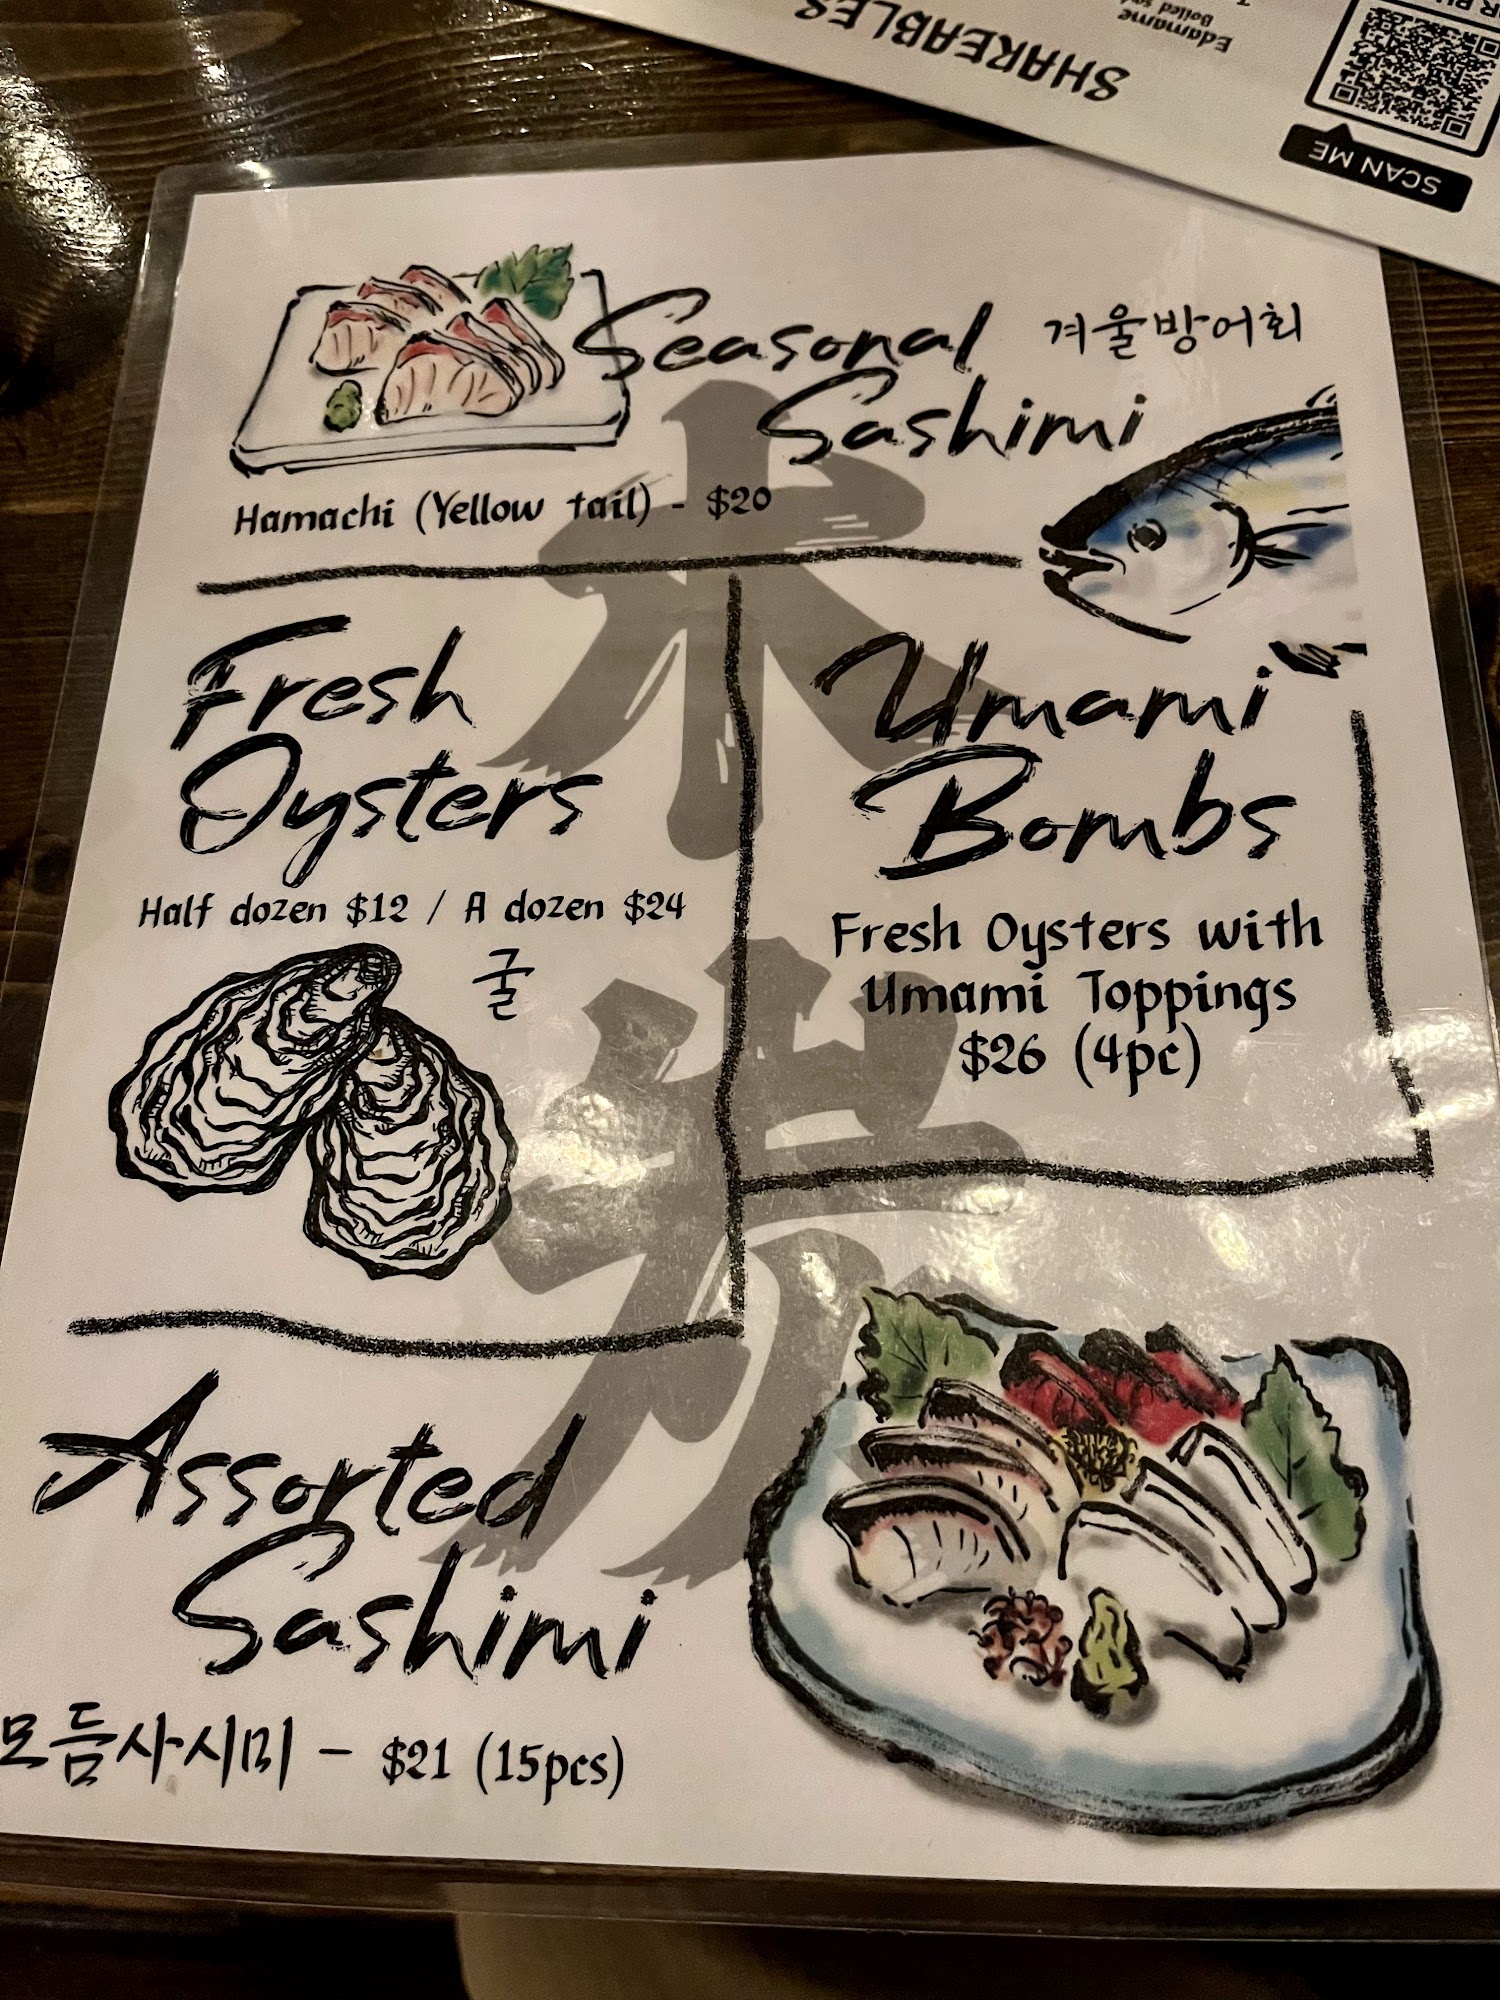 SHAREABLES
Edamame
SCAN ME
Seasonal 겨울방어회
Sashimi
Hamachi (Yellow tail) - $20
Fresh
Oysters
Half dozen $12 / A dozen $24
굴
Umami
Bombs
Fresh Oysters with
Umami Toppings
$26 (4pc)
Assorted
Sashimi
모듬사시미 - $21 (15pcs)